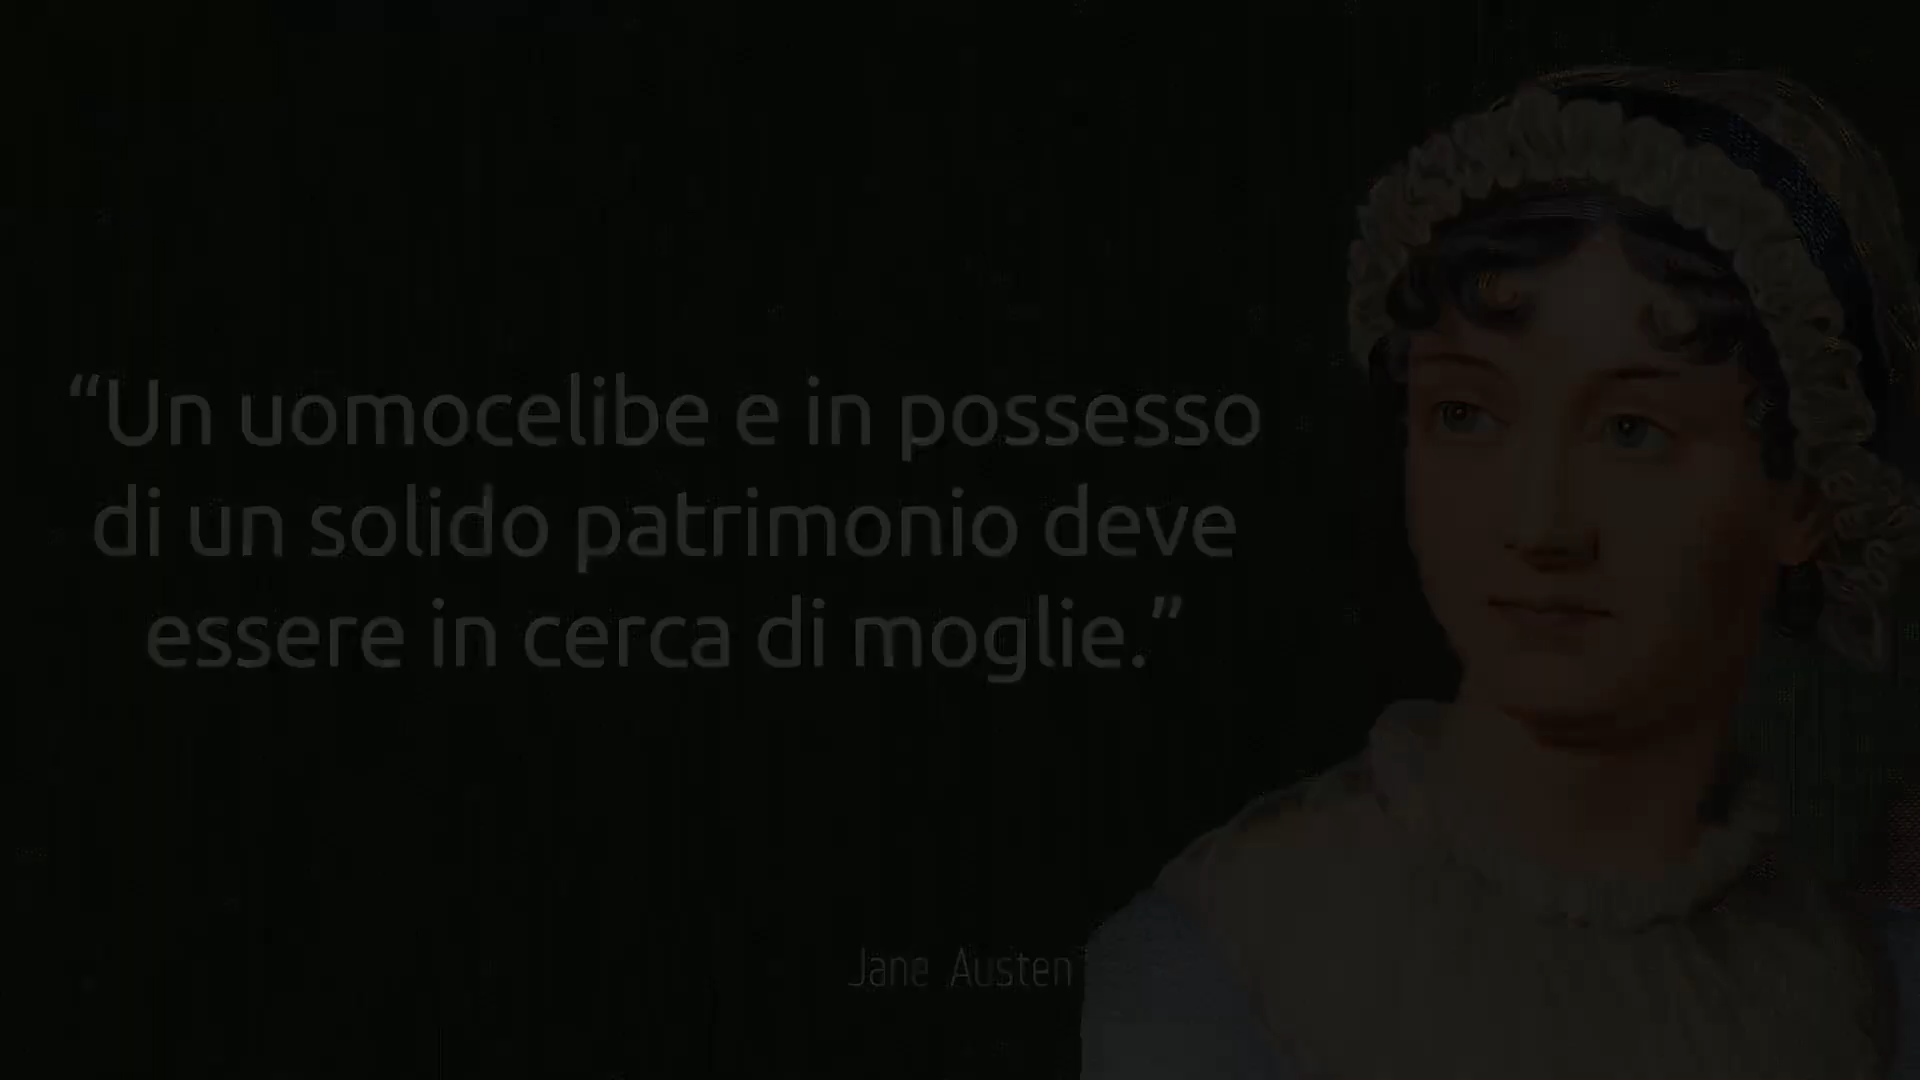 “Un uomocelibe e in possesso
di un solido patrimonio deve
essere in cerca di moglie.”
Jane Austen